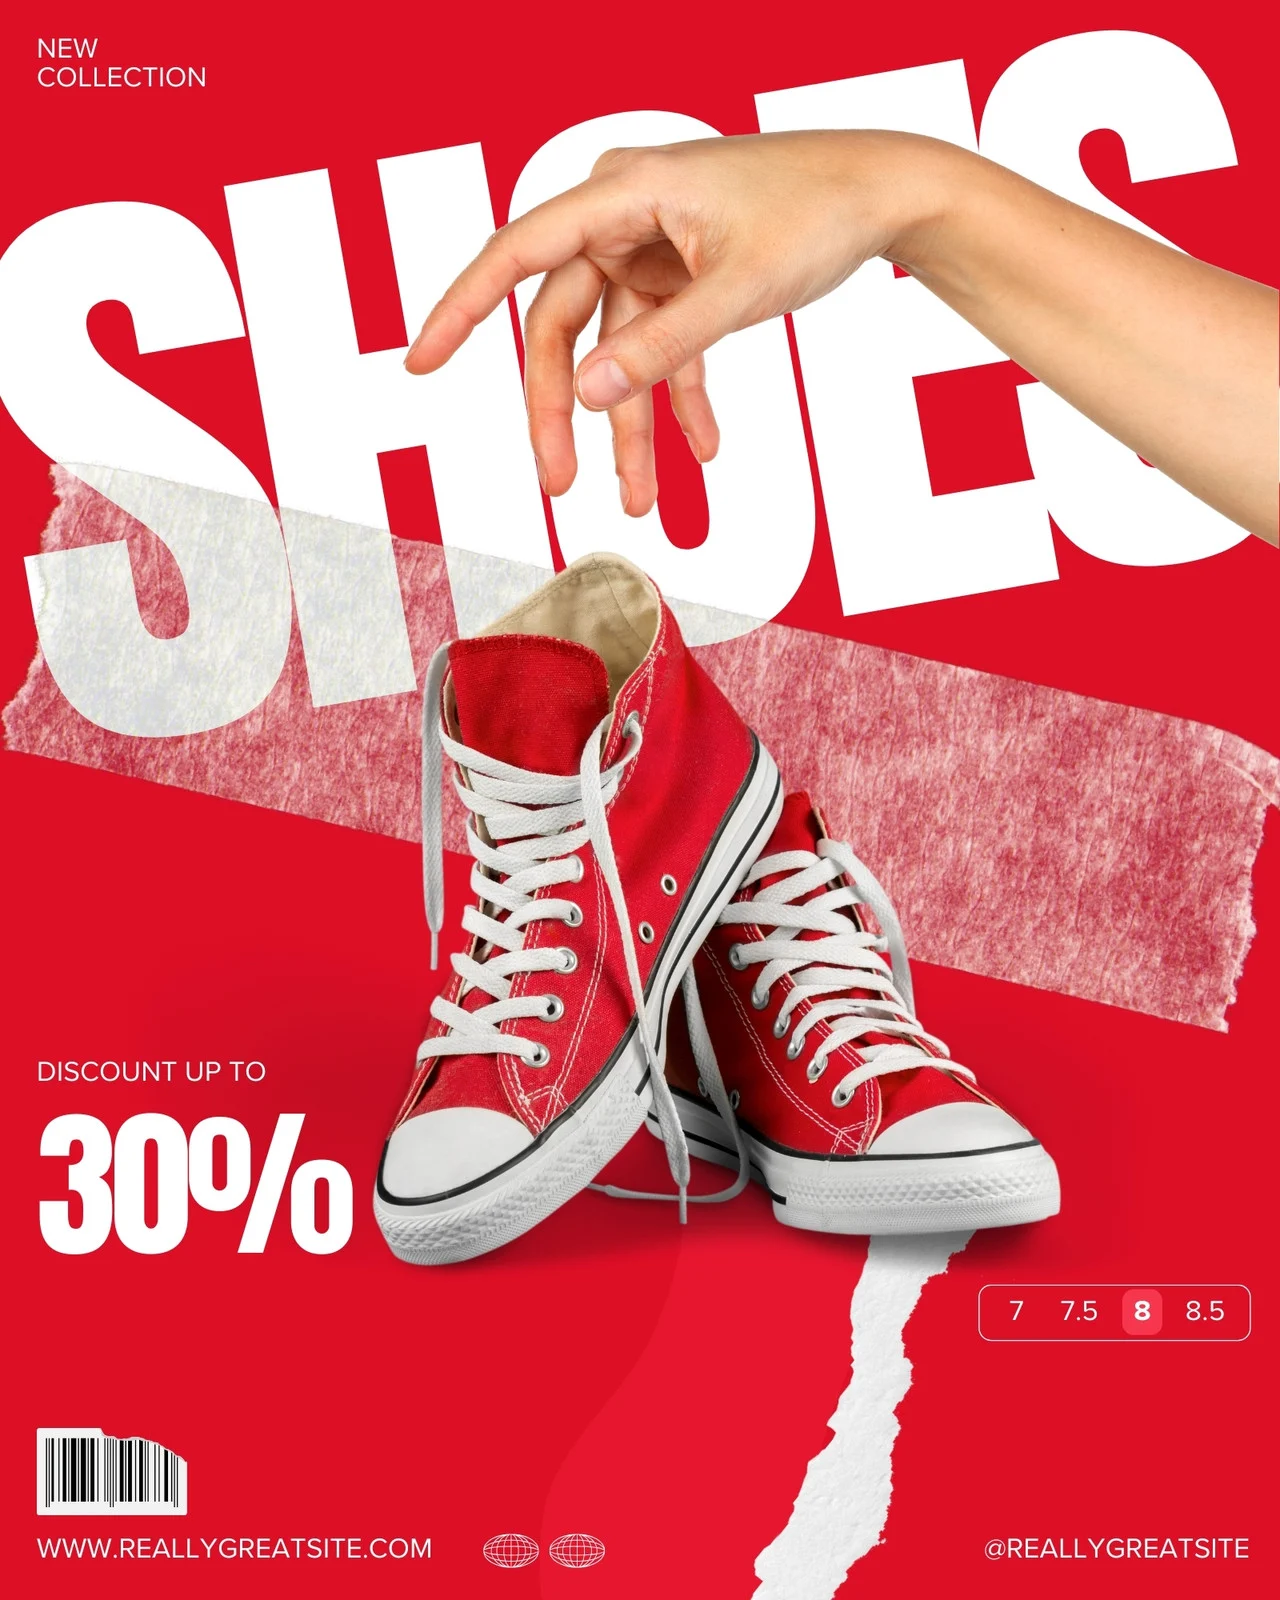 NEW
COLLECTION
SHOES
DISCOUNT UP TO
30%
7 7.5 8 8.5
WWW.REALLYGREATSITE.COM
@REALLYGREATSITE